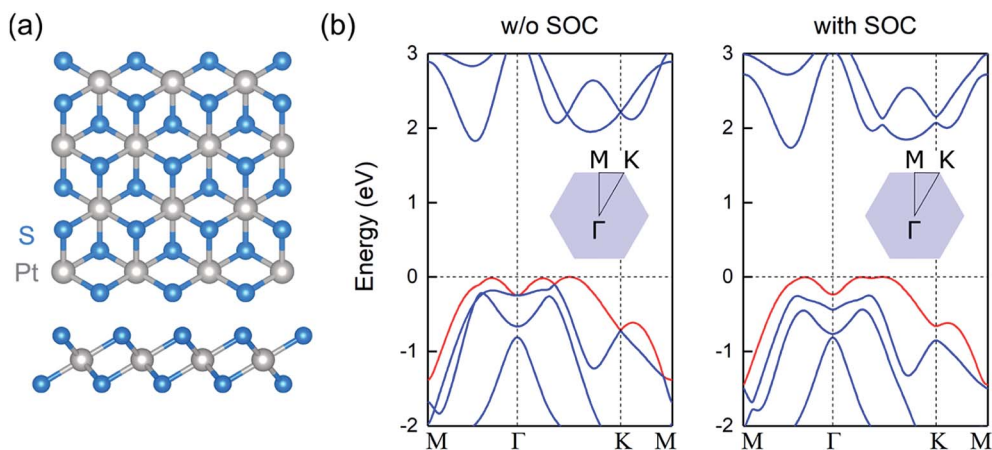 (a)
S
Pt
(b)
w/o SOC
with SOC
Energy (eV)
3
2
1
0
-1
-2
M
K
Γ
M
Γ
K
M
3
2
1
0
-1
-2
M
K
Γ
M
Γ
K
M